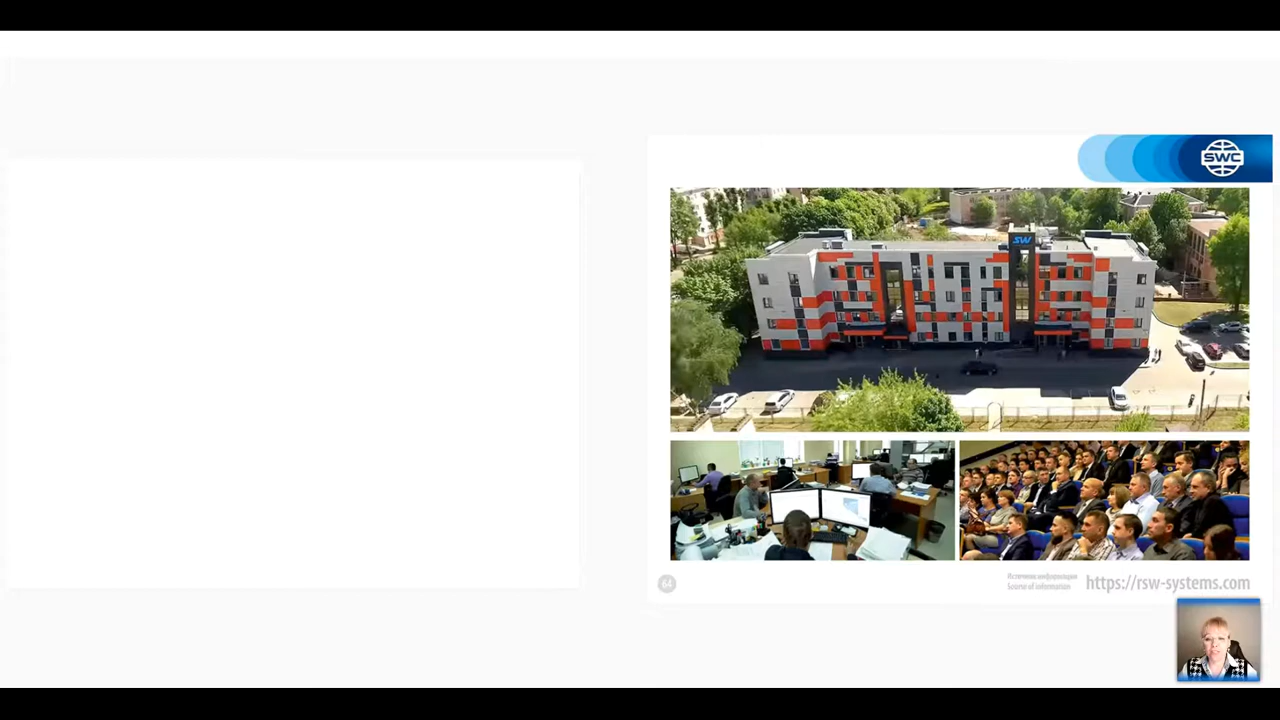 SWC
SW
64
Источник информации
Source of information
https://rsw-systems.com